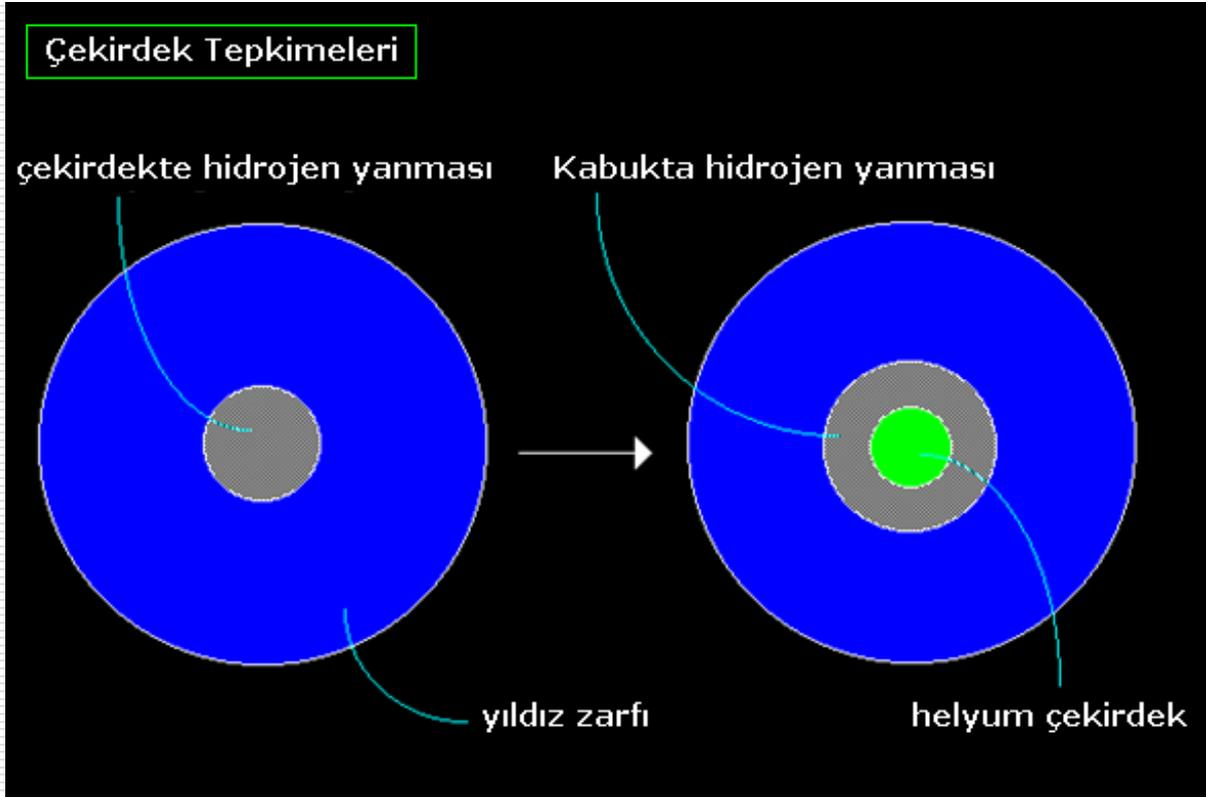 Çekirdek Tepkimeleri
çekirdekte hidrojen yanması
Kabukta hidrojen yanması
yıldız zarfı
helyum çekirdek